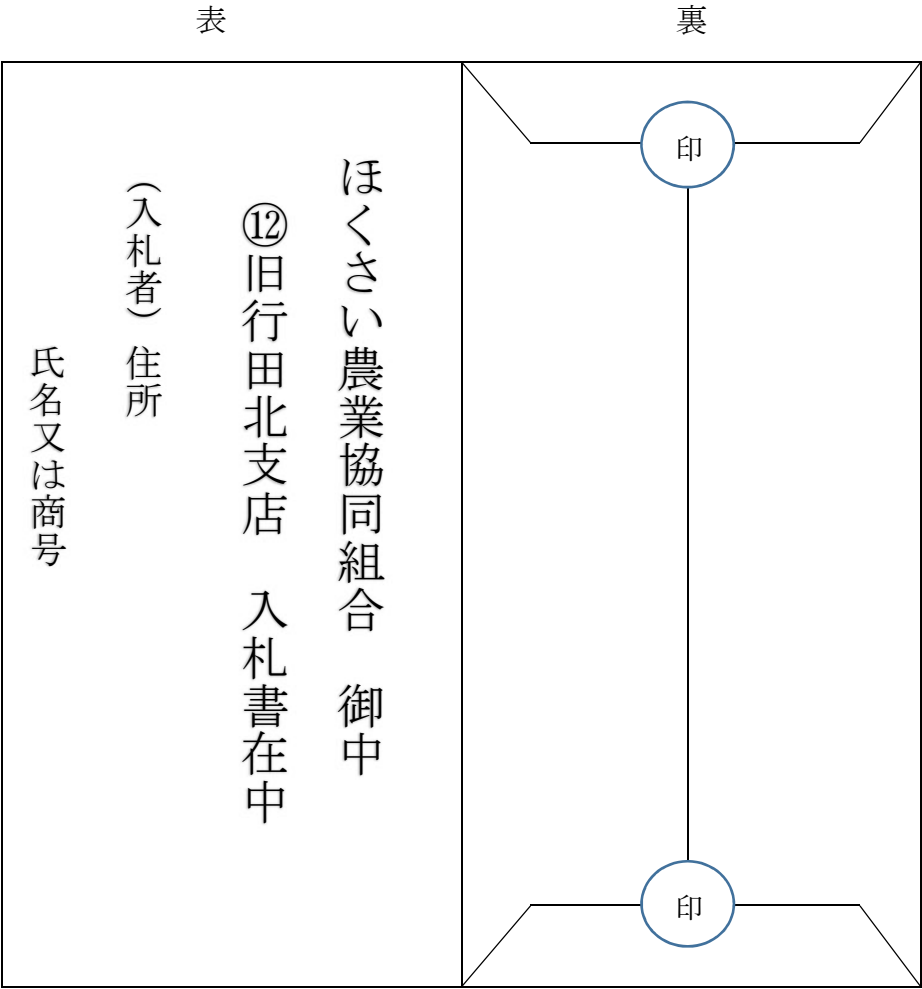 表
ほくさい農業協同組合　御中
⑫旧行田北支店　入札書在中
（入札者）住所
氏名又は商号
裏
印
印